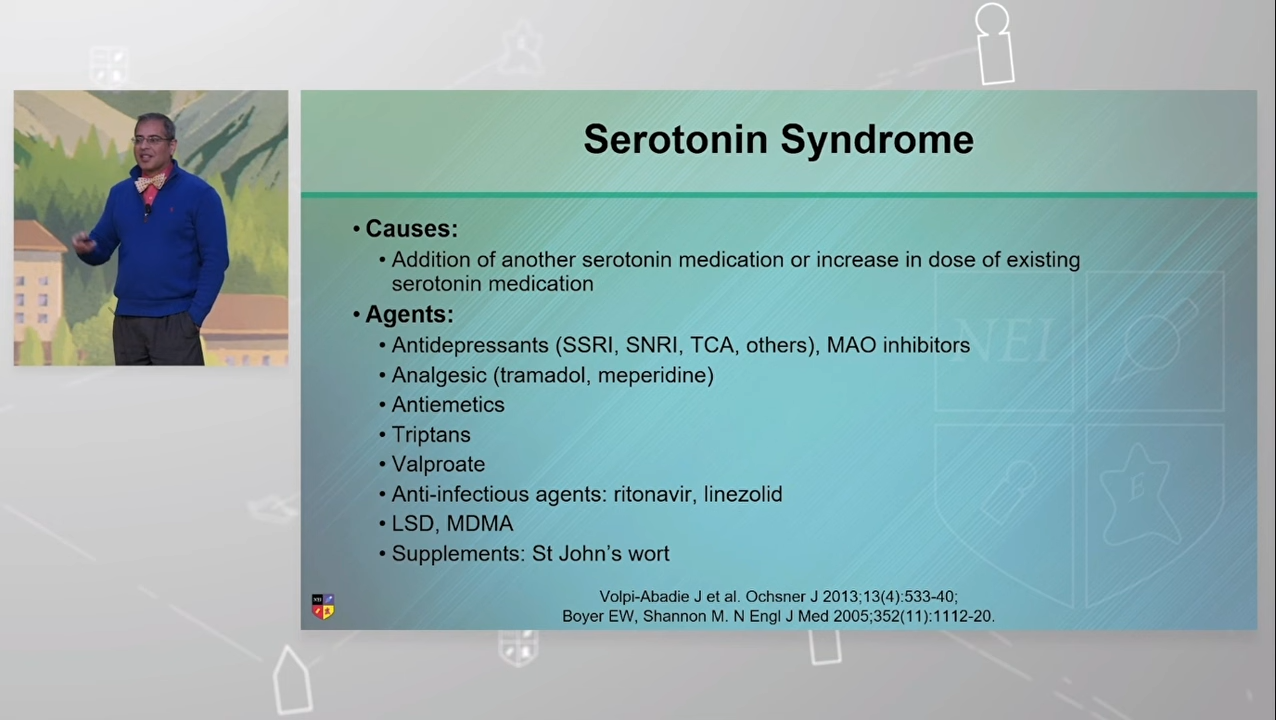 Serotonin Syndrome
• Causes:
• Addition of another serotonin medication or increase in dose of existing
serotonin medication
• Agents:
• Antidepressants (SSRI, SNRI, TCA, others), MAO inhibitors
• Analgesic (tramadol, meperidine)
• Antiemetics
• Triptans
• Valproate
• Anti-infectious agents: ritonavir, linezolid
• LSD, MDMA
• Supplements: St John’s wort
Volpi-Abadie J et al. Ochsner J 2013;13(4):533-40;
Boyer EW, Shannon M. N Engl J Med 2005;352(11):1112-20.
NEI
E
NEI